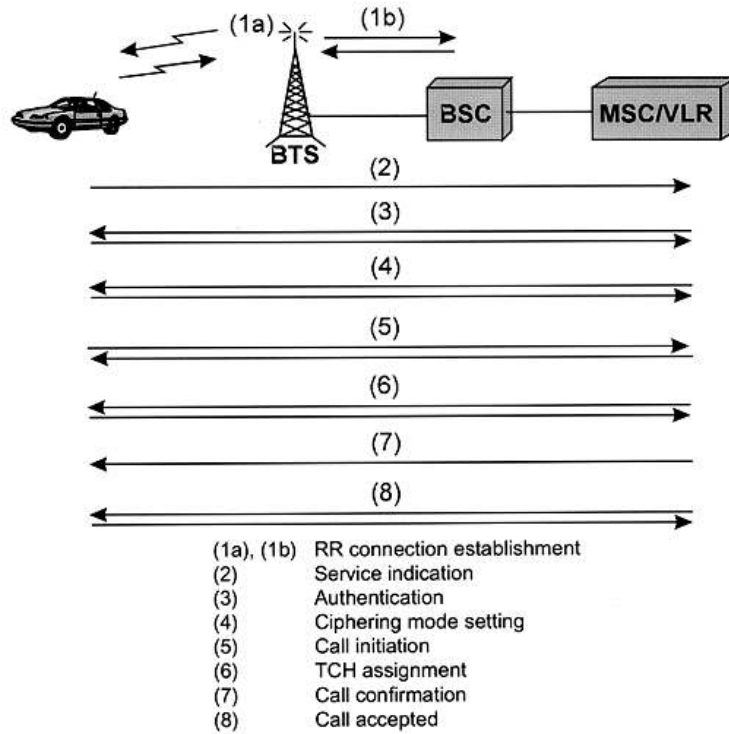 (1a)
(1b)
BTS
BSC
MSC/VLR
(2)
(3)
(4)
(5)
(6)
(7)
(8)
(1a), (1b) RR connection establishment
(2) Service indication
(3) Authentication
(4) Ciphering mode setting
(5) Call initiation
(6) TCH assignment
(7) Call confirmation
(8) Call accepted